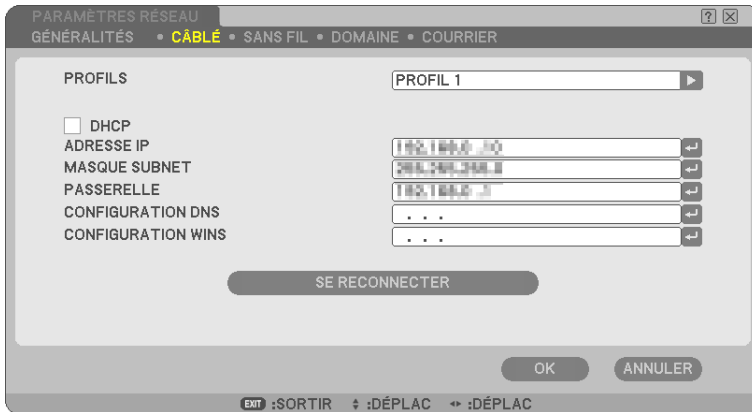 PARAMÈTRES RÉSEAU
GÉNÉRALITÉS • CÂBLÉ • SANS FIL • DOMAINE • COURRIER
PROFILS PROFIL 1
DHCP
ADRESSE IP
MASQUE SUBNET
PASSERELLE
CONFIGURATION DNS . . .
CONFIGURATION WINS . . .
SE RECONNECTER
OK ANNULER
EXIT :SORTIR :DÉPLAC :DÉPLAC